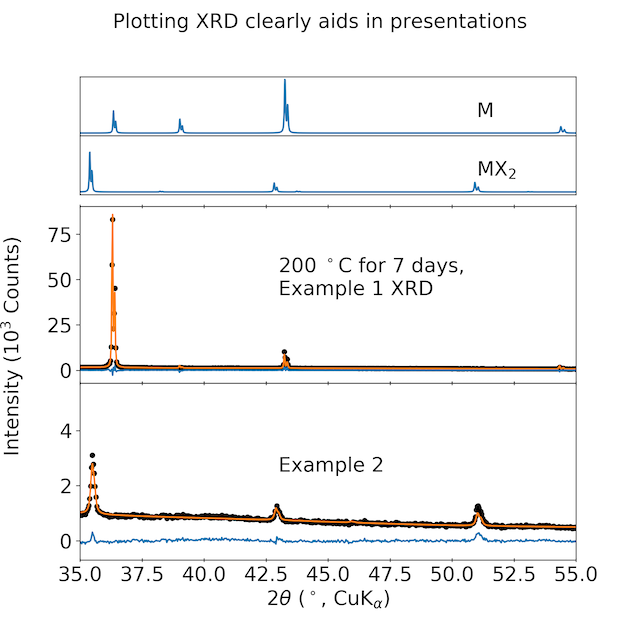 Plotting XRD clearly aids in presentations
M
MX₂
75
50
25
0
200 °C for 7 days,
Example 1 XRD
Intensity (10³ Counts)
4
2
0
Example 2
35.0 37.5 40.0 42.5 45.0 47.5 50.0 52.5 55.0
2θ (°, CuKα)